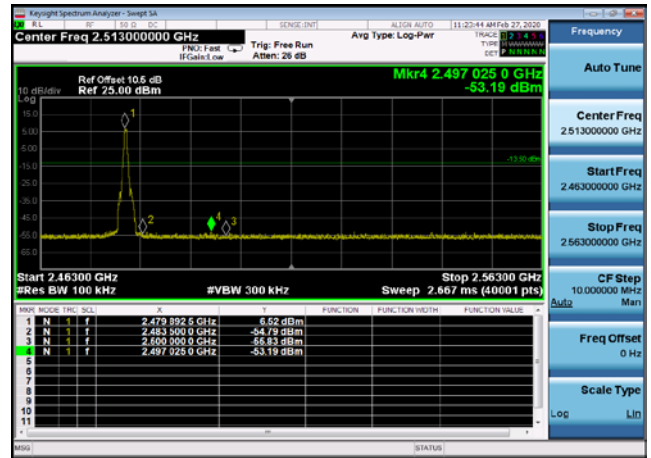 Keysight Spectrum Analyzer - Swept SA
RL RF 50 Ω DC SENSE:INT ALIGN AUTO 11:23:44 AM Feb 27, 2020
Center Freq 2.513000000 GHz
PNO: Fast
IFGain:Low
Trig: Free Run
Atten: 26 dB
Avg Type: Log-Pwr
TRACE 1 2 3 4 5 6
TYPE
DET P N N N N N
Frequency
Auto Tune
Center Freq
2.513000000 GHz
Start Freq
2.463000000 GHz
Stop Freq
2.563000000 GHz
CF Step
10.000000 MHz
Auto Man
Freq Offset
0 Hz
Scale Type
Log Lin
Ref Offset 10.5 dB
10 dB/div Ref 25.00 dBm
Log
Mkr4 2.497 025 0 GHz
-53.19 dBm
15.0
5.00
-5.00
-15.0
-25.0
-35.0
-45.0
-55.0
-65.0
1
2
4
3
-13.50 dBm
Start 2.46300 GHz Stop 2.56300 GHz
#Res BW 100 kHz #VBW 300 kHz Sweep 2.667 ms (40001 pts)
MKR MODE TRC SCL X Y FUNCTION FUNCTION WIDTH FUNCTION VALUE
1 N 1 f 2.479 892 5 GHz 6.52 dBm
2 N 1 f 2.483 500 0 GHz -54.79 dBm
3 N 1 f 2.500 000 0 GHz -55.83 dBm
4 N 1 f 2.497 025 0 GHz -53.19 dBm
5
6
7
8
9
10
11
MSG STATUS